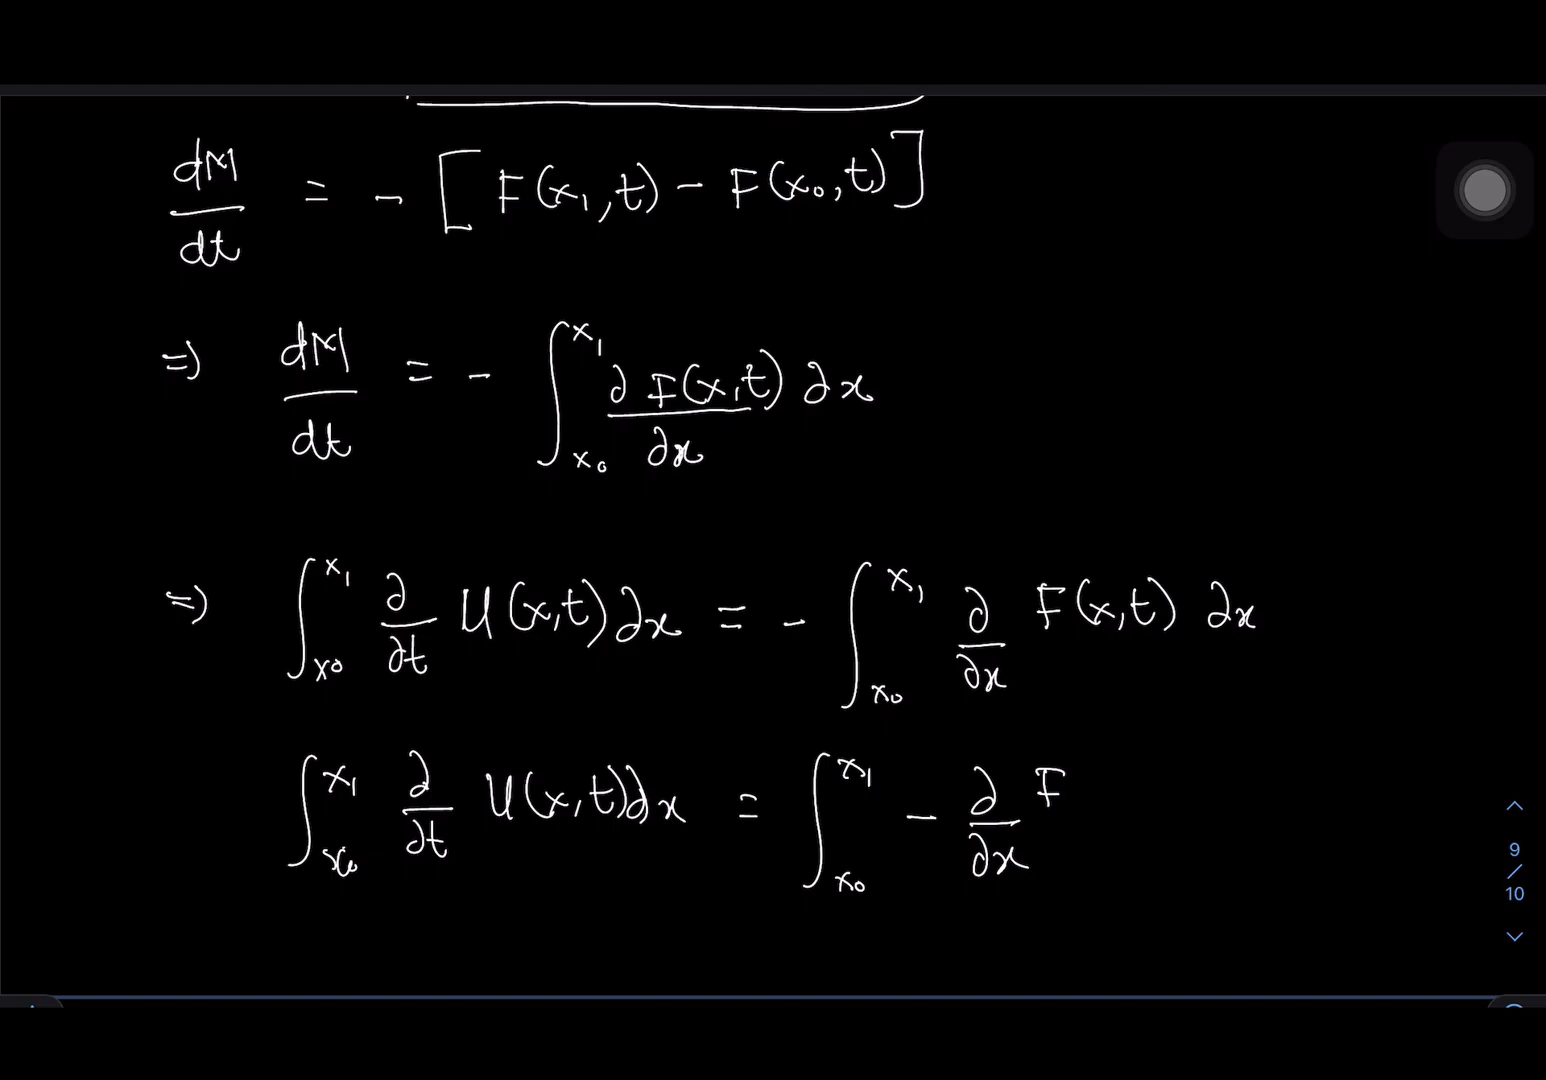 dM/dt = - [F(x₁,t) - F(x₀,t)]
⇒ dM/dt = - ∫_{x₀}^{x₁} ∂F(x,t)/∂x ∂x
⇒ ∫_{x₀}^{x₁} ∂/∂t U(x,t)∂x = - ∫_{x₀}^{x₁} ∂/∂x F(x,t) ∂x
∫_{x₀}^{x₁} ∂/∂t U(x,t)∂x = ∫_{x₀}^{x₁} - ∂/∂x F
9
/
10